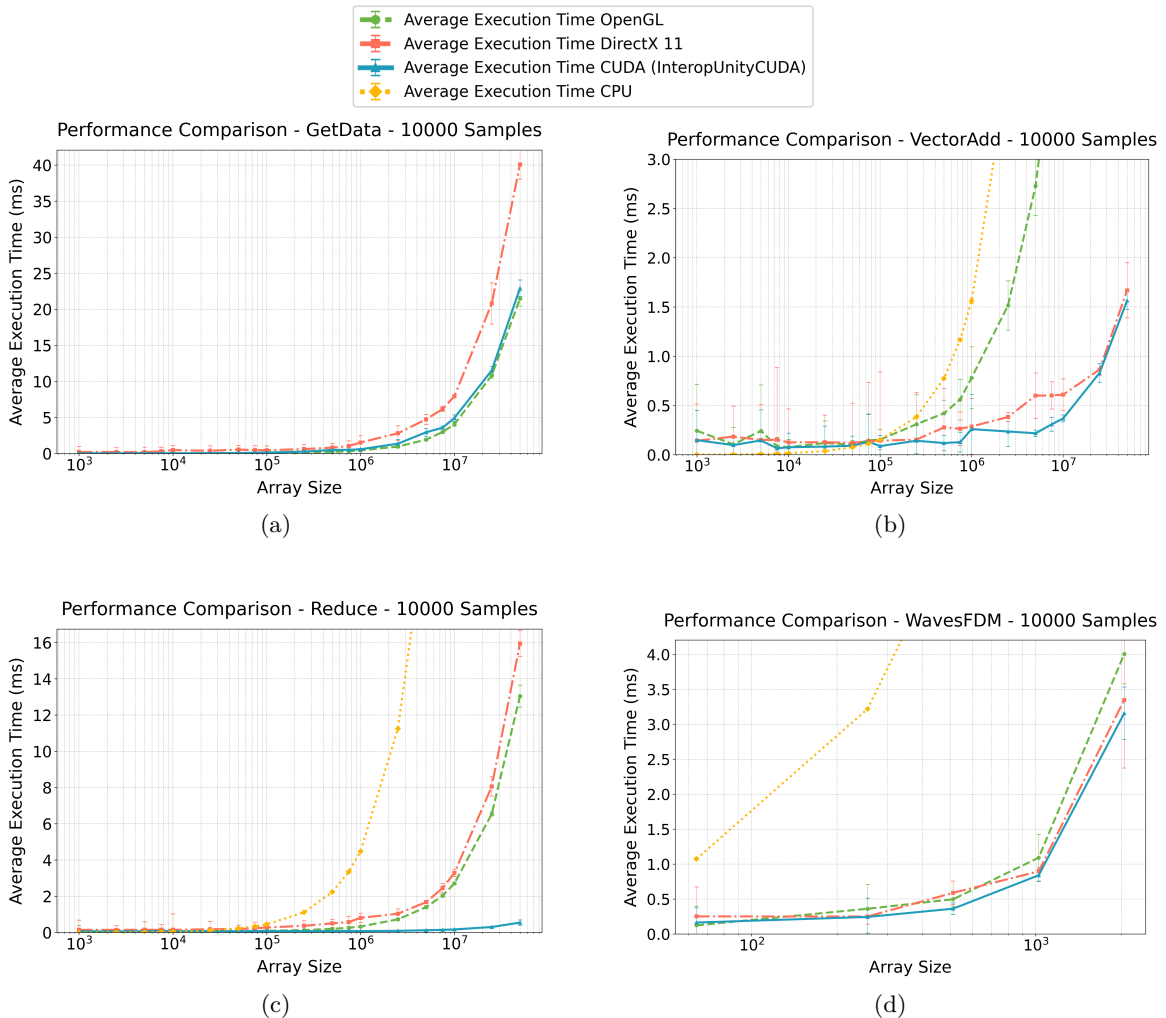 Average Execution Time OpenGL
Average Execution Time DirectX 11
Average Execution Time CUDA (InteropUnityCUDA)
Average Execution Time CPU
Performance Comparison - GetData - 10000 Samples
Average Execution Time (ms)
40
35
30
25
20
15
10
5
0
10³ 10⁴ 10⁵ 10⁶ 10⁷
Array Size
(a)
Performance Comparison - VectorAdd - 10000 Samples
Average Execution Time (ms)
3.0
2.5
2.0
1.5
1.0
0.5
0.0
10³ 10⁴ 10⁵ 10⁶ 10⁷
Array Size
(b)
Performance Comparison - Reduce - 10000 Samples
Average Execution Time (ms)
16
14
12
10
8
6
4
2
0
10³ 10⁴ 10⁵ 10⁶ 10⁷
Array Size
(c)
Performance Comparison - WavesFDM - 10000 Samples
Average Execution Time (ms)
4.0
3.5
3.0
2.5
2.0
1.5
1.0
0.5
0.0
10² 10³
Array Size
(d)